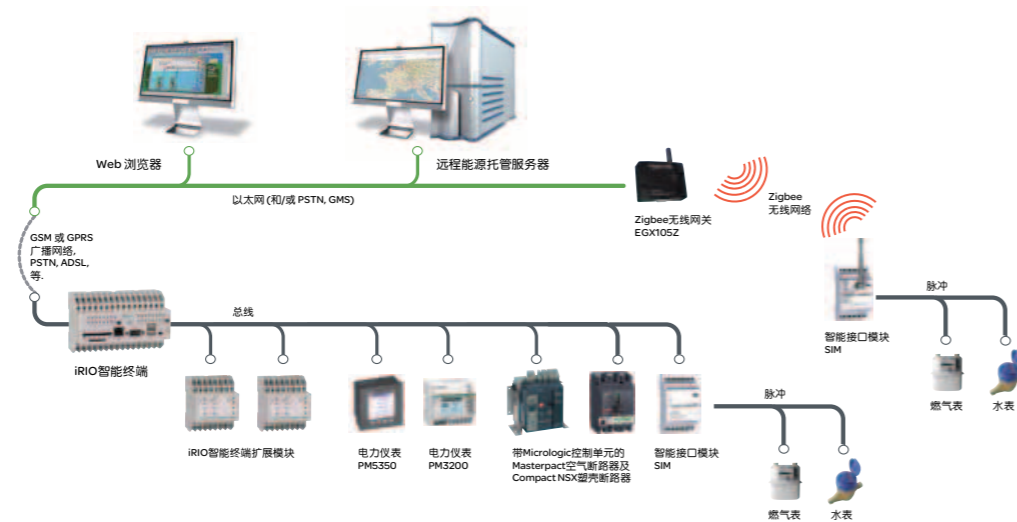 Web 浏览器
远程能源托管服务器
以太网 (和/或 PSTN, GMS)
Zigbee无线网关
EGX105Z
Zigbee
无线网络
GSM 或 GPRS
广播网络,
PSTN, ADSL,
等.
总线
脉冲
iRIO智能终端
智能接口模块
SIM
燃气表
水表
iRIO智能终端扩展模块
电力仪表
PM5350
电力仪表
PM3200
带Micrologic控制单元的
Masterpact空气断路器及
Compact NSX塑壳断路器
智能接口模块
SIM
脉冲
燃气表
水表